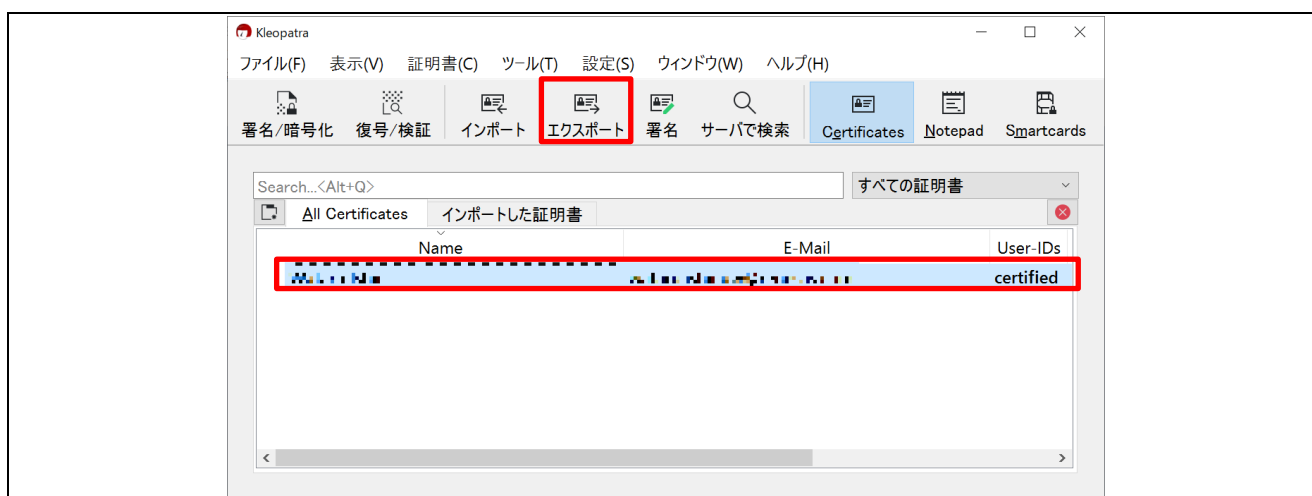 Kleopatra
ファイル(F) 表示(V) 証明書(C) ツール(T) 設定(S) ウィンドウ(W) ヘルプ(H)
署名/暗号化 復号/検証 インポート エクスポート 署名 サーバで検索 Certificates Notepad Smartcards
Search...<Alt+Q> すべての証明書
All Certificates インポートした証明書
Name E-Mail User-IDs
certified